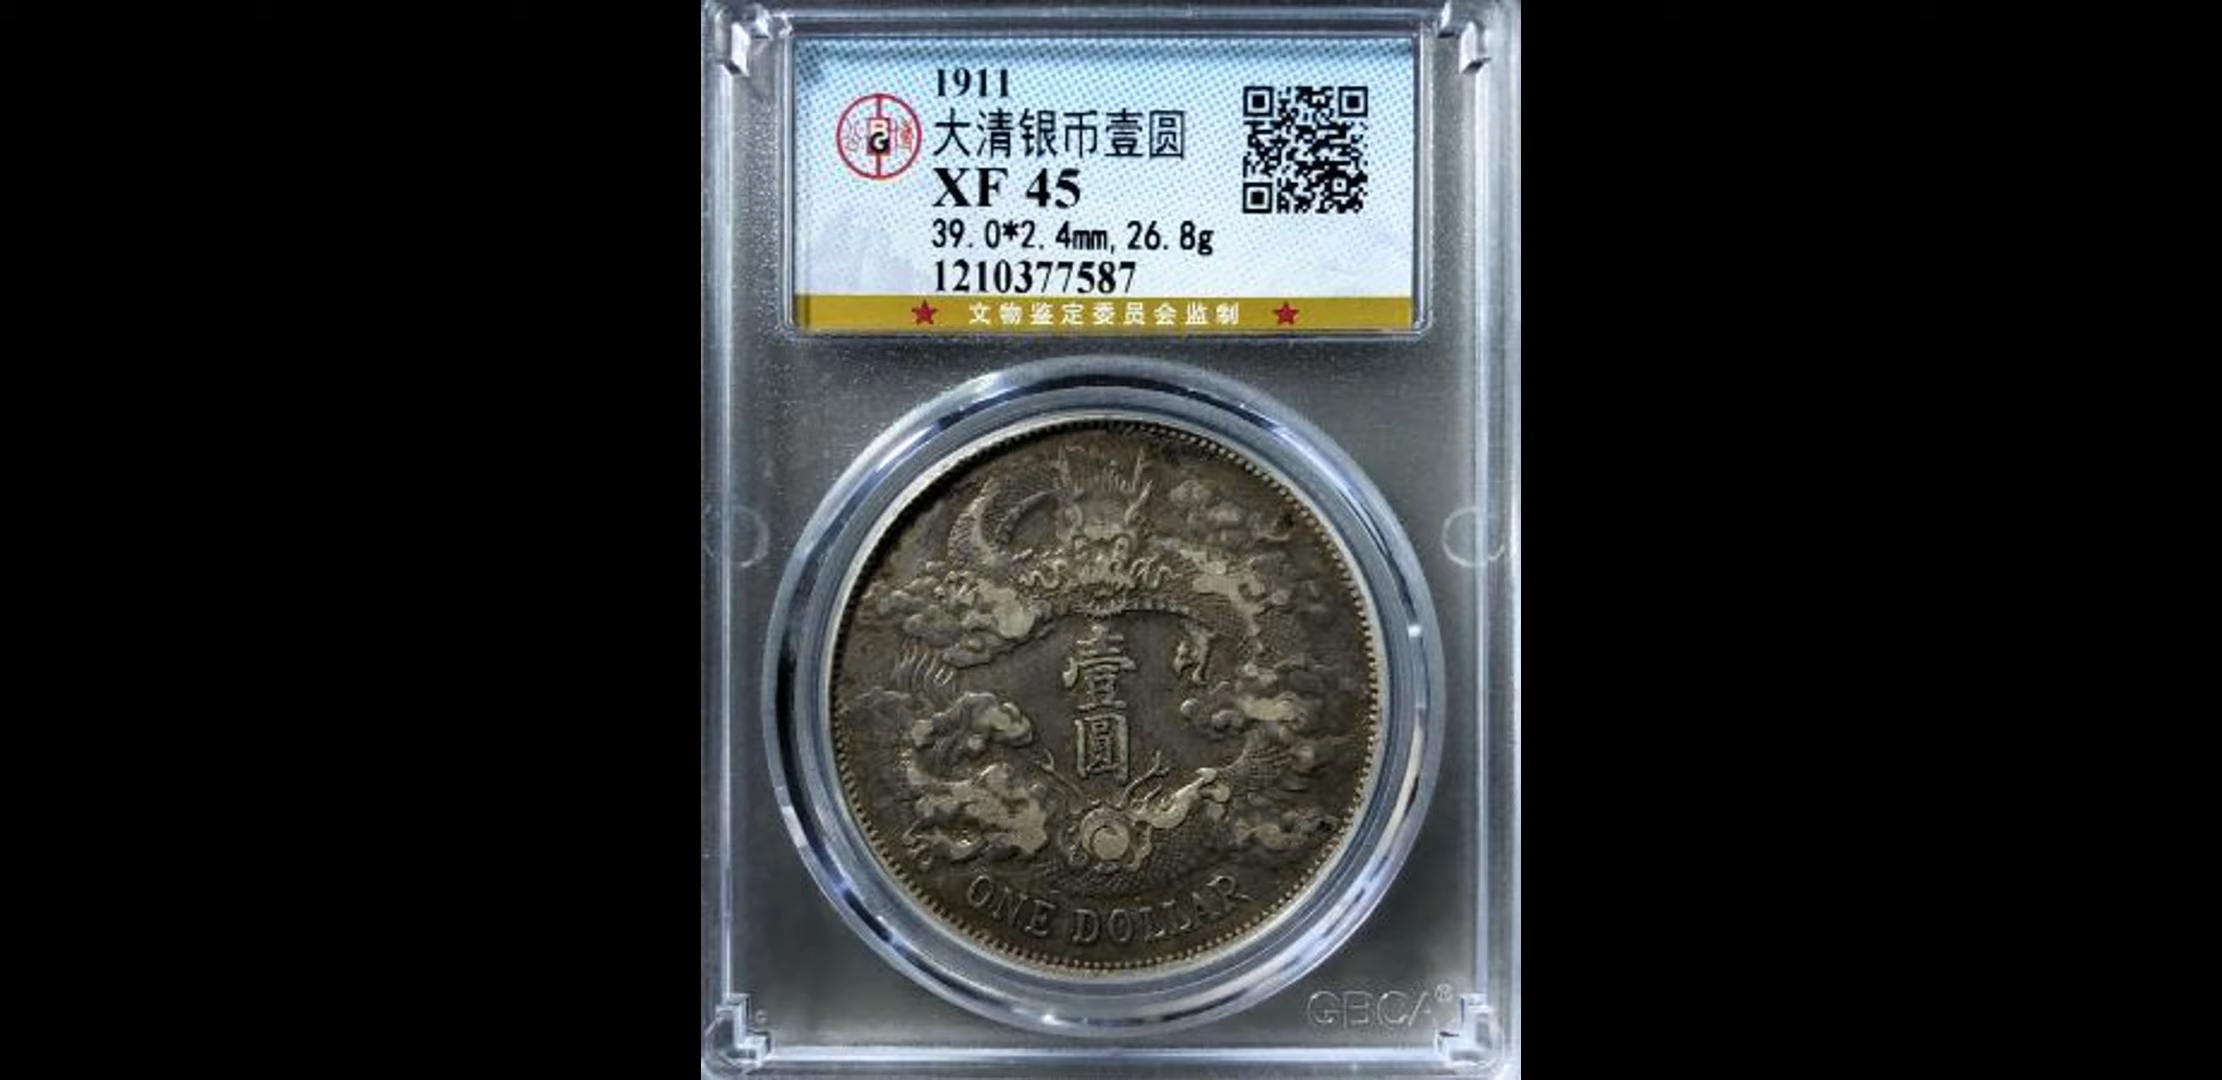 1911
大清银币壹圆
XF 45
39.0*2.4mm,26.8g
1210377587
★ 文物鉴定委员会监制 ★
壹
圓
ONE DOLLAR
GBCA®